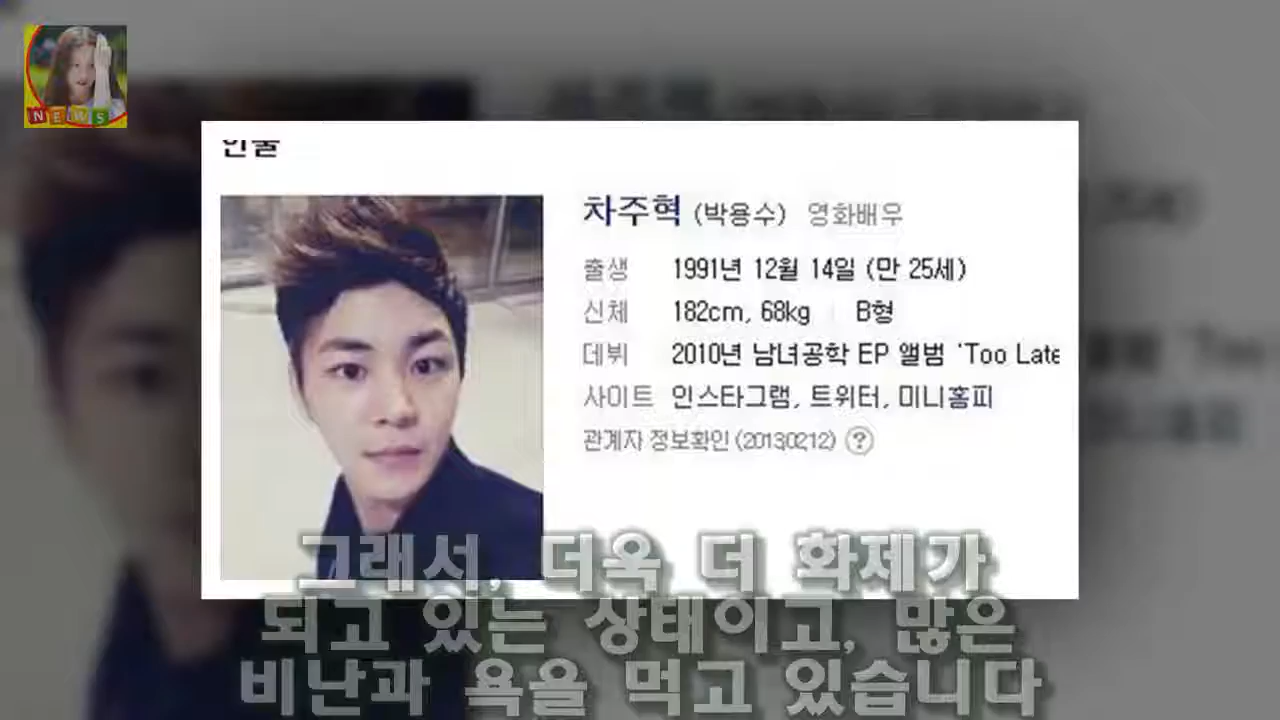 NEWS
인물
차주혁 (박용수) 영화배우
출생 1991년 12월 14일 (만 25세)
신체 182cm, 68kg B형
데뷔 2010년 남녀공학 EP 앨범 'Too Late
사이트 인스타그램, 트위터, 미니홈피
관계자 정보확인 (20130212) ?
그래서, 더욱 더 화제가
되고 있는 상태이고, 많은
비난과 욕을 먹고 있습니다